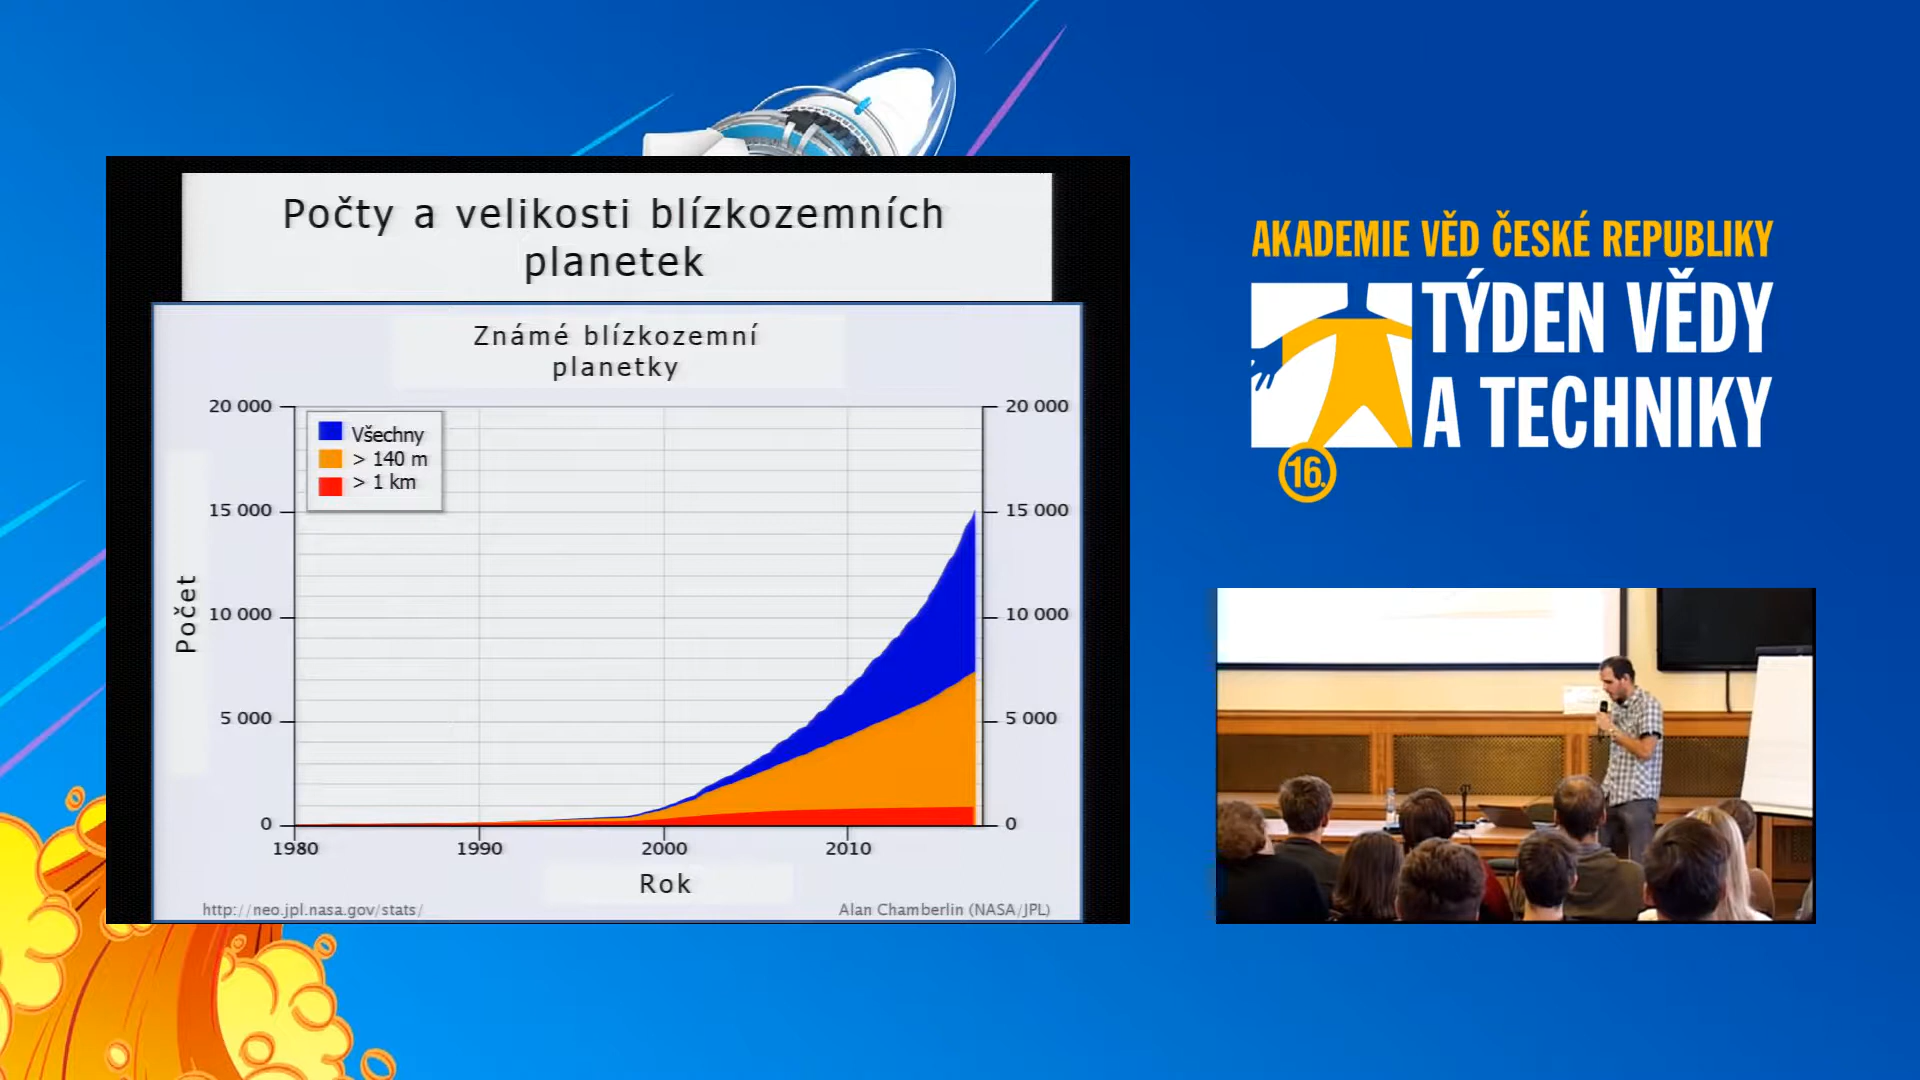 Počty a velikosti blízkozemních
planetek
Známé blízkozemní
planetky
20 000
20 000
Všechny
> 140 m
> 1 km
15 000
15 000
Počet
10 000
10 000
5 000
5 000
0
0
1980
1990
2000
2010
Rok
http://neo.jpl.nasa.gov/stats/
Alan Chamberlin (NASA/JPL)
AKADEMIE VĚD ČESKÉ REPUBLIKY
TÝDEN VĚDY
A TECHNIKY
16.